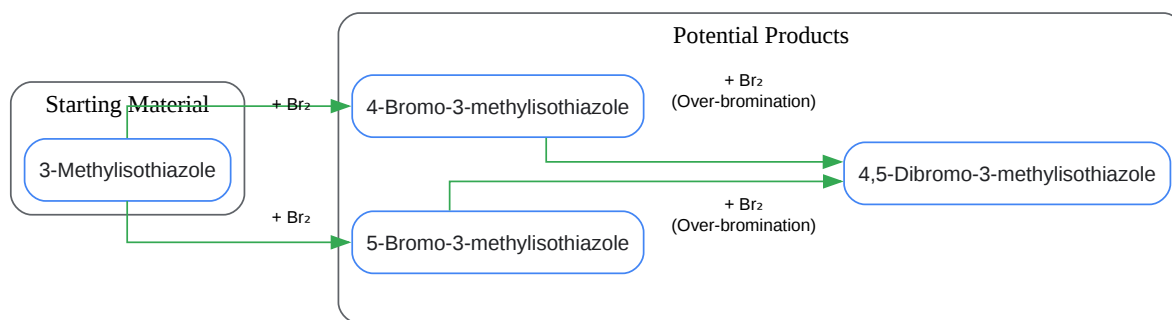 Potential Products
Starting Material
+ Br₂
4-Bromo-3-methylisothiazole
+ Br₂
(Over-bromination)
3-Methylisothiazole
4,5-Dibromo-3-methylisothiazole
+ Br₂
5-Bromo-3-methylisothiazole
+ Br₂
(Over-bromination)